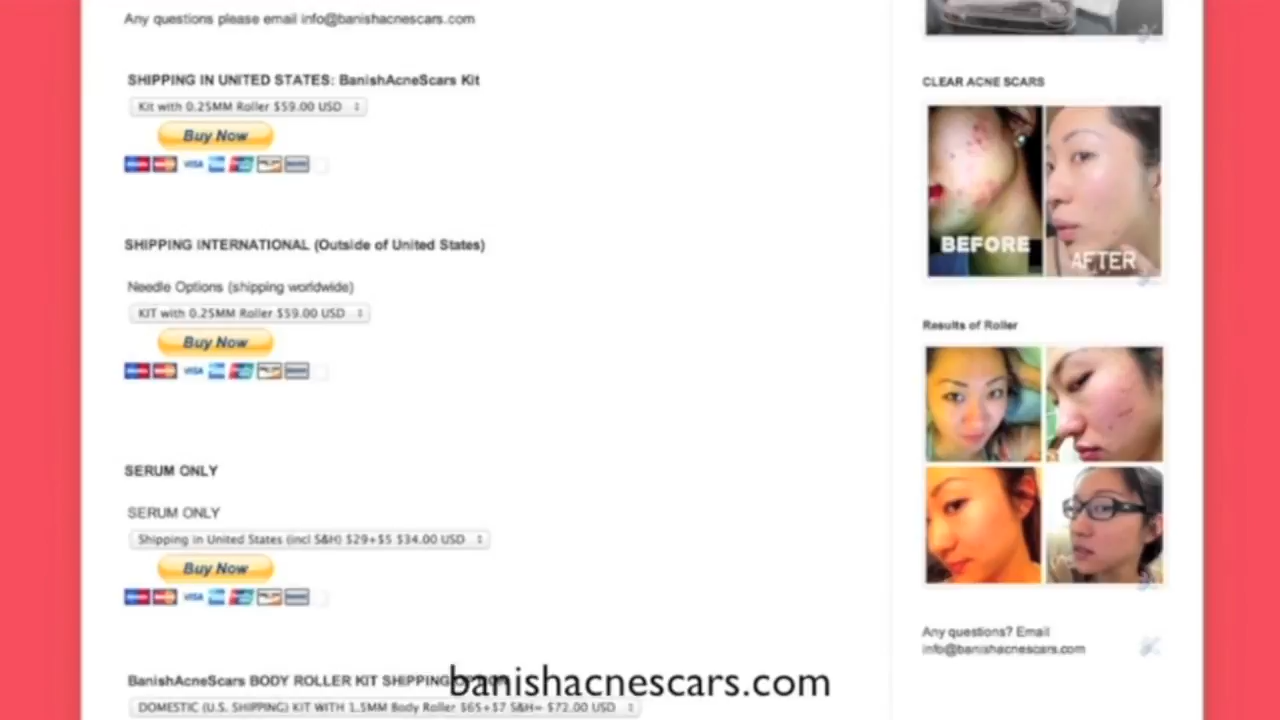 Any questions please email info@banishacnescars.com
SHIPPING IN UNITED STATES: BanishAcneScars Kit
Kit with 0.25MM Roller $59.00 USD
Buy Now
VISA
SHIPPING INTERNATIONAL (Outside of United States)
Needle Options (shipping worldwide)
KIT with 0.25MM Roller $59.00 USD
Buy Now
VISA
SERUM ONLY
SERUM ONLY
Shipping in United States (incl S&H) $29+$5 $34.00 USD
Buy Now
VISA
BanishAcneScars BODY ROLLER KIT SHIPPING OPTION
DOMESTIC (U.S. SHIPPING) KIT WITH 1.5MM Body Roller $65+$7 S&H= $72.00 USD
CLEAR ACNE SCARS
BEFORE
AFTER
Results of Roller
Any questions? Email
info@banishacnescars.com
banishacnescars.com